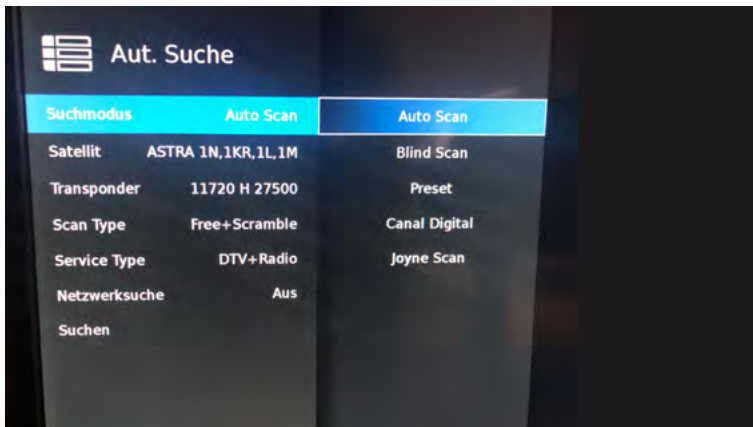 Aut. Suche
Suchmodus Auto Scan
Satellit ASTRA 1N,1KR,1L,1M
Transponder 11720 H 27500
Scan Type Free+Scramble
Service Type DTV+Radio
Netzwerksuche Aus
Suchen
Auto Scan
Blind Scan
Preset
Canal Digital
Joyne Scan